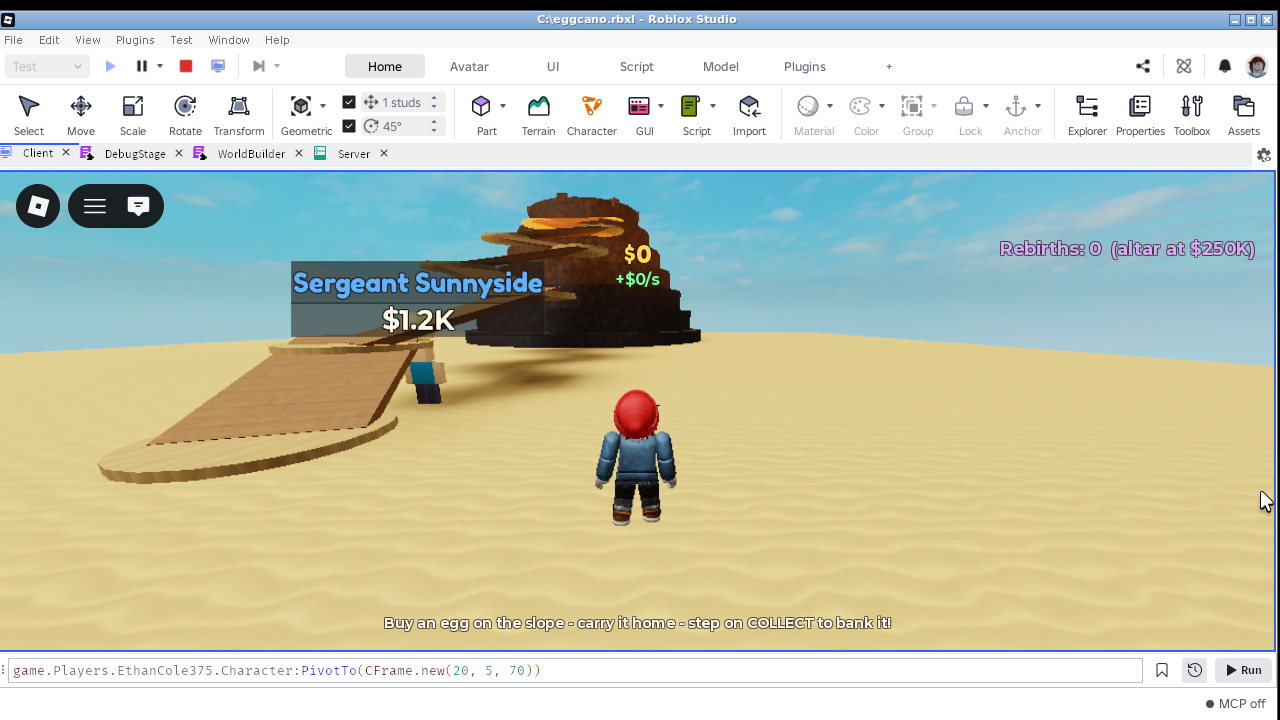 C:\eggcano.rbxl - Roblox Studio
File Edit View Plugins Test Window Help
Test
Home Avatar UI Script Model Plugins +
1 studs
45°
Select Move Scale Rotate Transform Geometric Part Terrain Character GUI Script Import Material Color Group Lock Anchor Explorer Properties Toolbox Assets
Client DebugStage WorldBuilder Server
Rebirths: 0 (altar at $250K)
$0
+$0/s
Sergeant Sunnyside
$1.2K
Buy an egg on the slope - carry it home - step on COLLECT to bank it!
game.Players.EthanCole375.Character:PivotTo(CFrame.new(20, 5, 70))
Run
MCP off